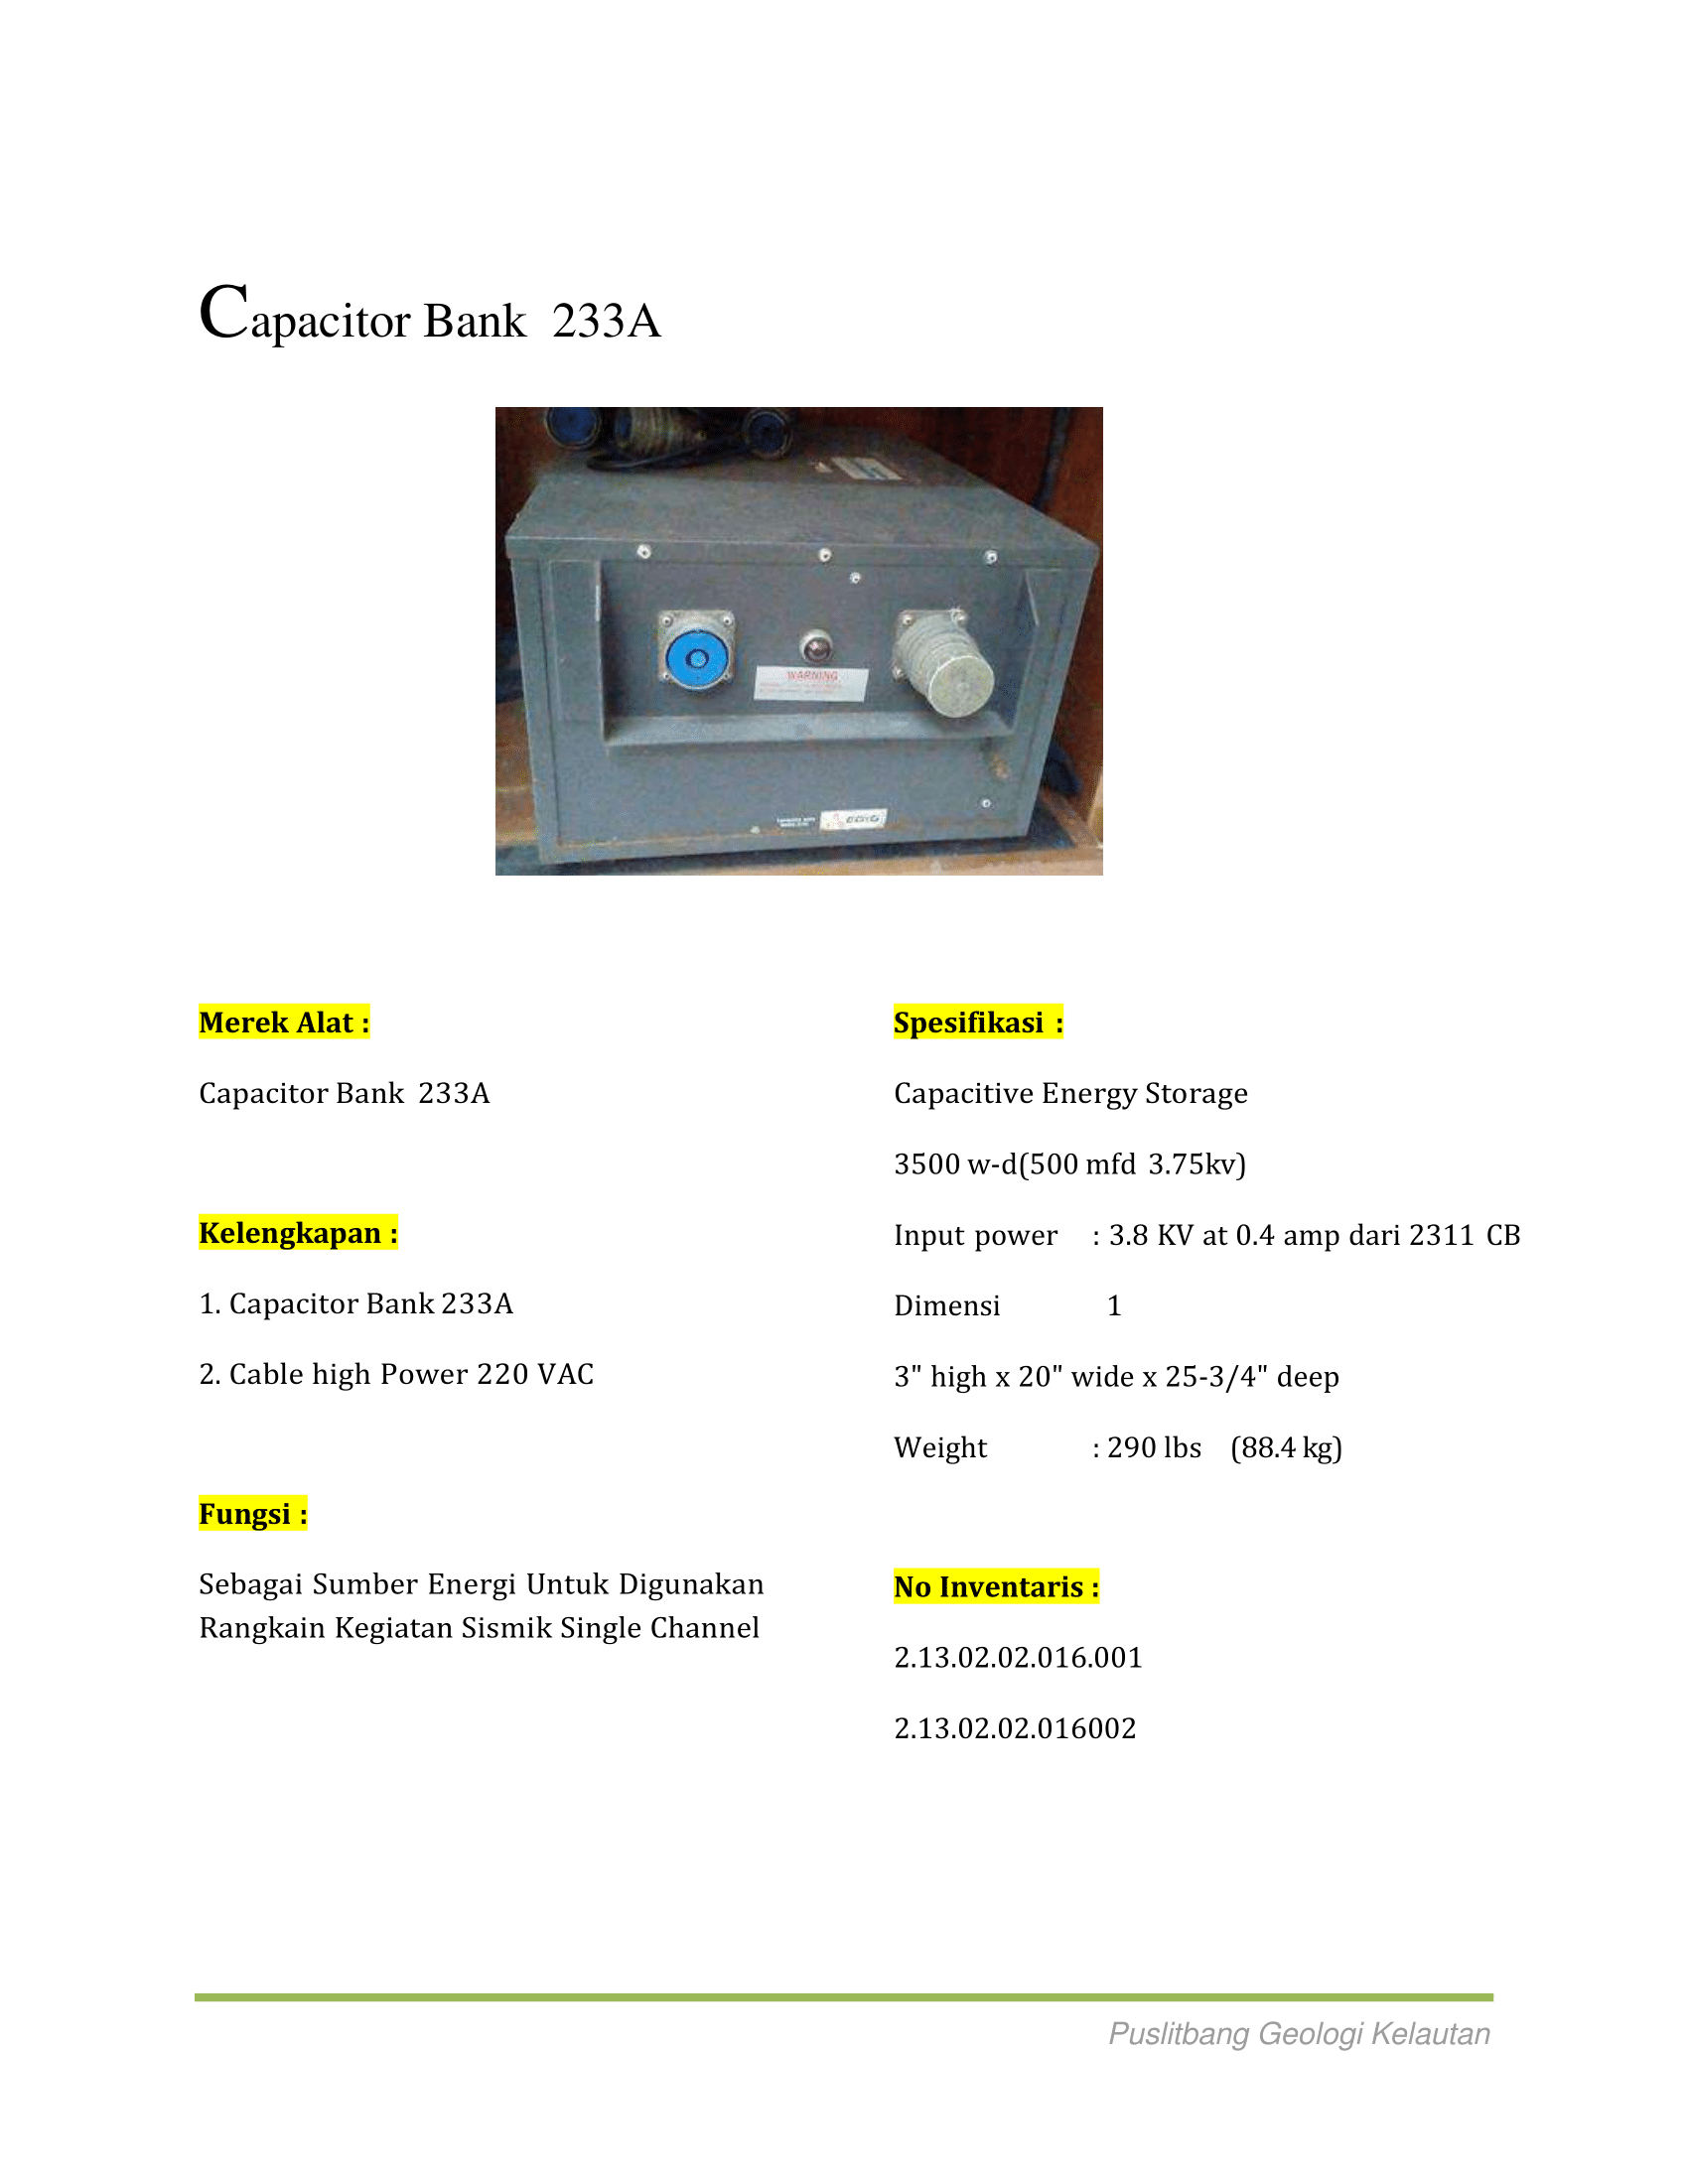 Capacitor Bank 233A
WARNING
EG&G
Merek Alat :
Capacitor Bank 233A
Kelengkapan :
1. Capacitor Bank 233A
2. Cable high Power 220 VAC
Fungsi :
Sebagai Sumber Energi Untuk Digunakan
Rangkain Kegiatan Sismik Single Channel
Spesifikasi :
Capacitive Energy Storage
3500 w-d(500 mfd 3.75kv)
Input power : 3.8 KV at 0.4 amp dari 2311 CB
Dimensi 1
3" high x 20" wide x 25-3/4" deep
Weight : 290 lbs (88.4 kg)
No Inventaris :
2.13.02.02.016.001
2.13.02.02.016002
Puslitbang Geologi Kelautan